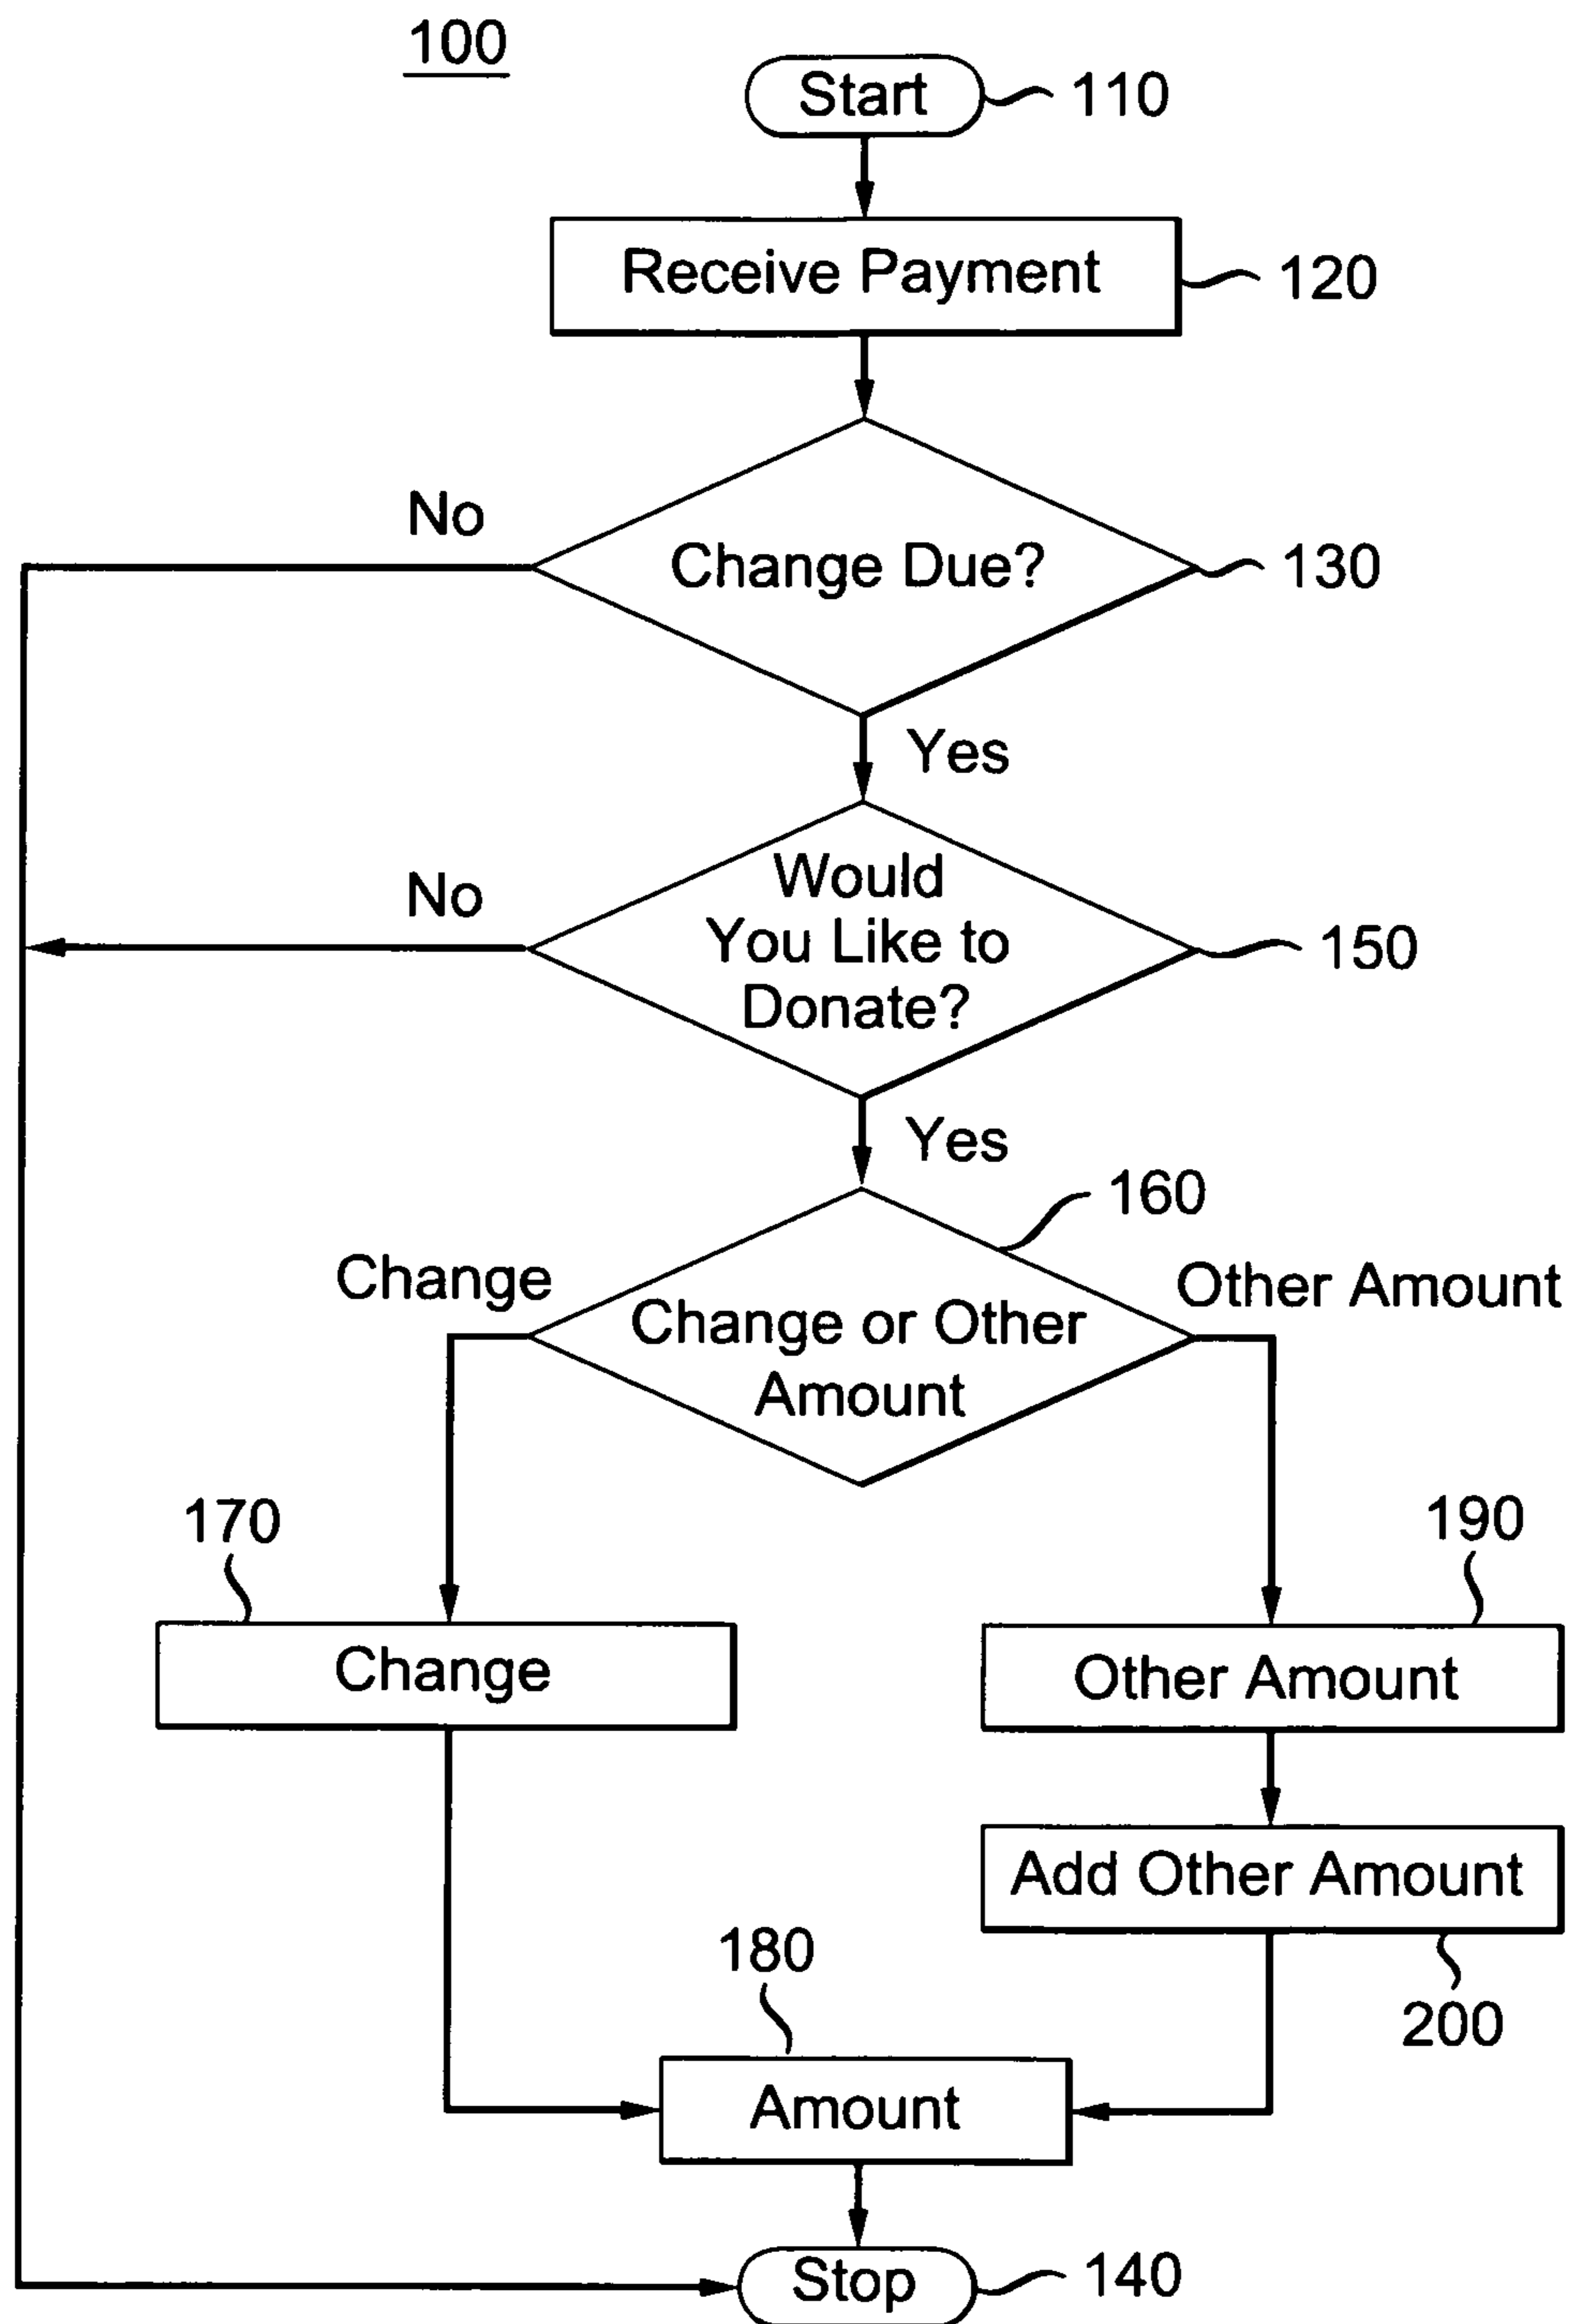 100
Start
110
Receive Payment
120
No
Change Due?
130
Yes
No
Would
You Like to
Donate?
150
Yes
160
Change
Other Amount
Change or Other
Amount
170
190
Change
Other Amount
Add Other Amount
180
200
Amount
Stop
140